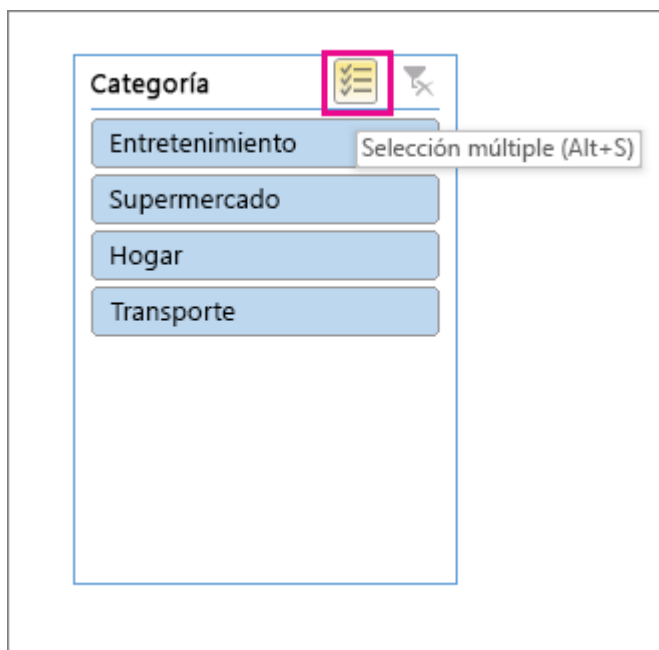 Categoría
Entretenimiento
Selección múltiple (Alt+S)
Supermercado
Hogar
Transporte